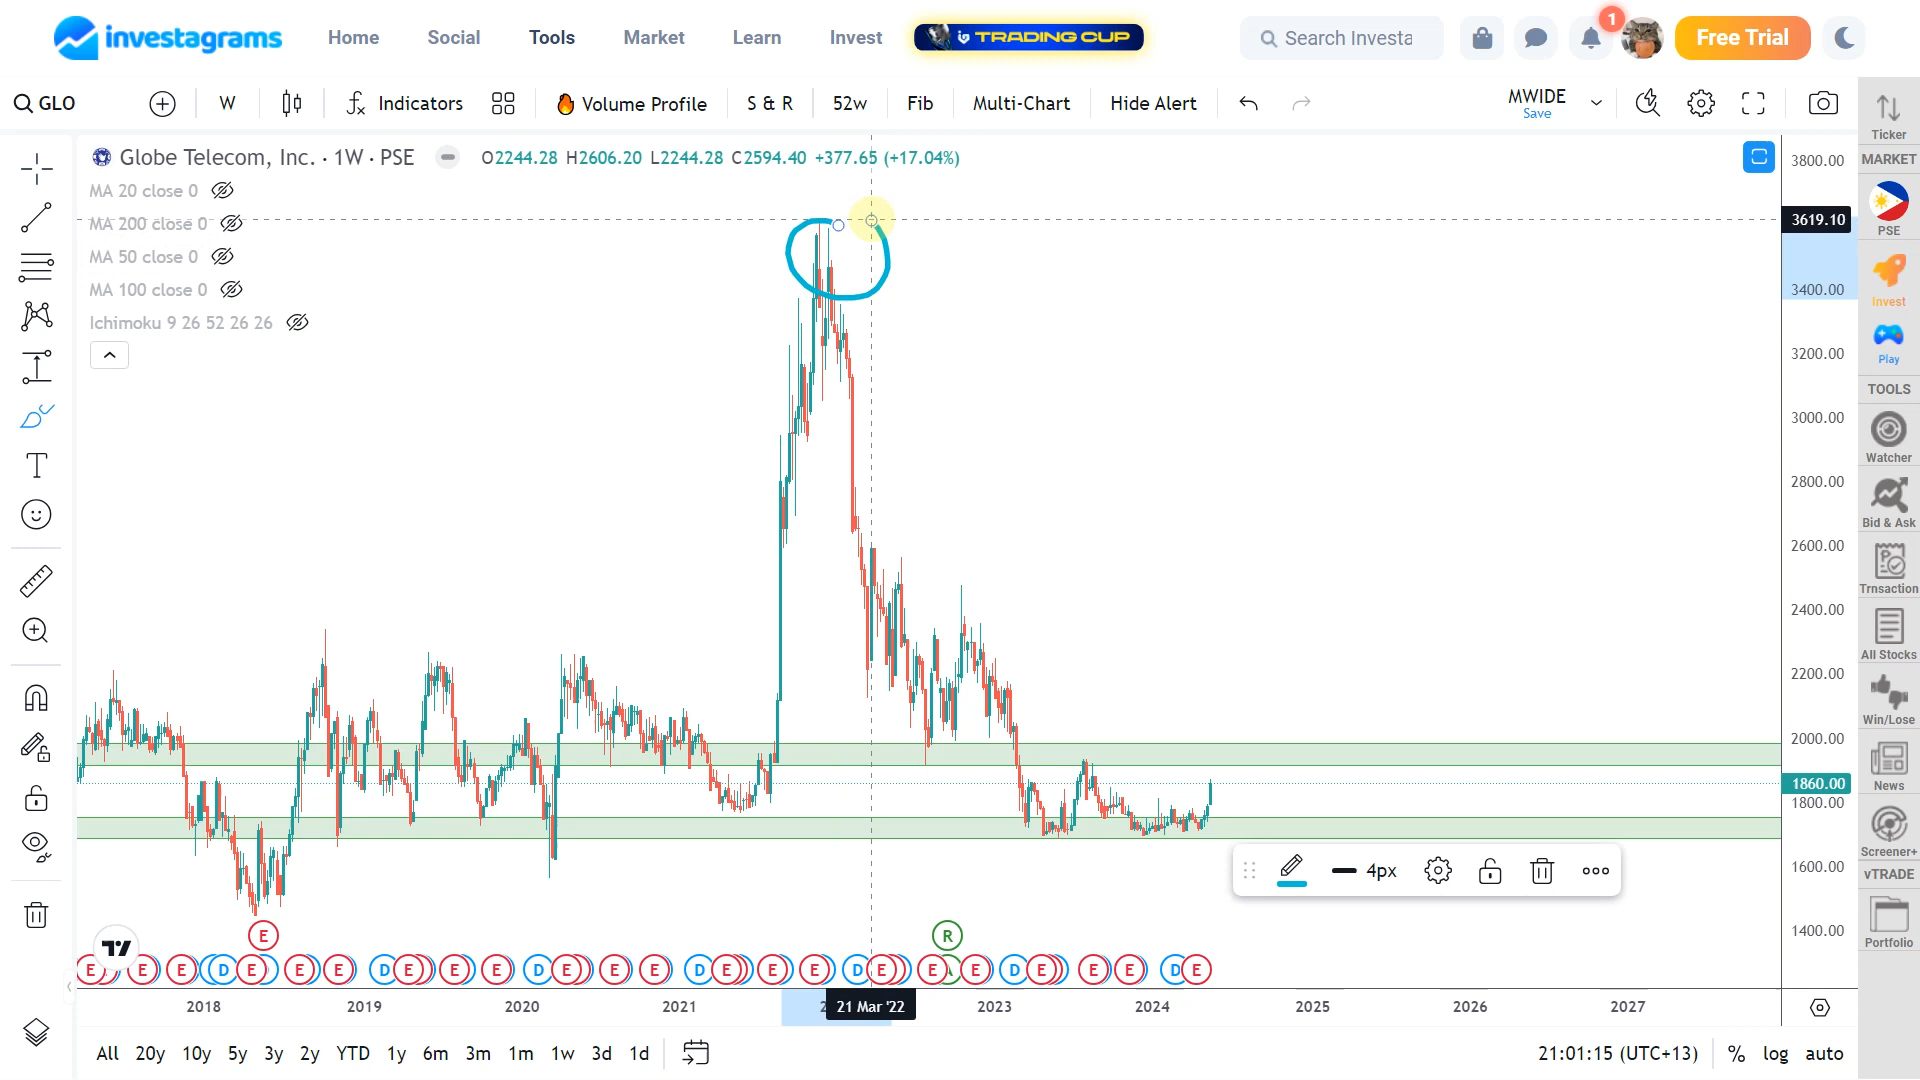 investagrams Home Social Tools Market Learn Invest TRADING CUP Search Investa 1 Free Trial
GLO W Indicators Volume Profile S & R 52w Fib Multi-Chart Hide Alert MWIDE
Save
Globe Telecom, Inc. · 1W · PSE O2244.28 H2606.20 L2244.28 C2594.40 +377.65 (+17.04%)
MA 20 close 0
MA 200 close 0
MA 50 close 0
MA 100 close 0
Ichimoku 9 26 52 26 26
3800.00
3619.10
3400.00
3200.00
3000.00
2800.00
2600.00
2400.00
2200.00
2000.00
1860.00
1800.00
1600.00
1400.00
4px
E R
E E E D E E E D E E E D E E E D E E E D E E E D E E E D E E E D E
2018 2019 2020 2021 21 Mar '22 2023 2024 2025 2026 2027
All 20y 10y 5y 3y 2y YTD 1y 6m 3m 1m 1w 3d 1d 21:01:15 (UTC+13) % log auto
Ticker
MARKET
PSE
Invest
Play
TOOLS
Watcher
Bid & Ask
Trnsaction
All Stocks
Win/Lose
News
Screener+
vTRADE
Portfolio